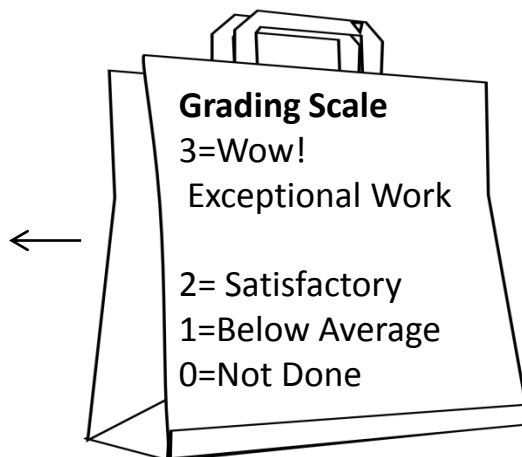 Grading Scale
3=Wow!
Exceptional Work
2= Satisfactory
1=Below Average
0=Not Done